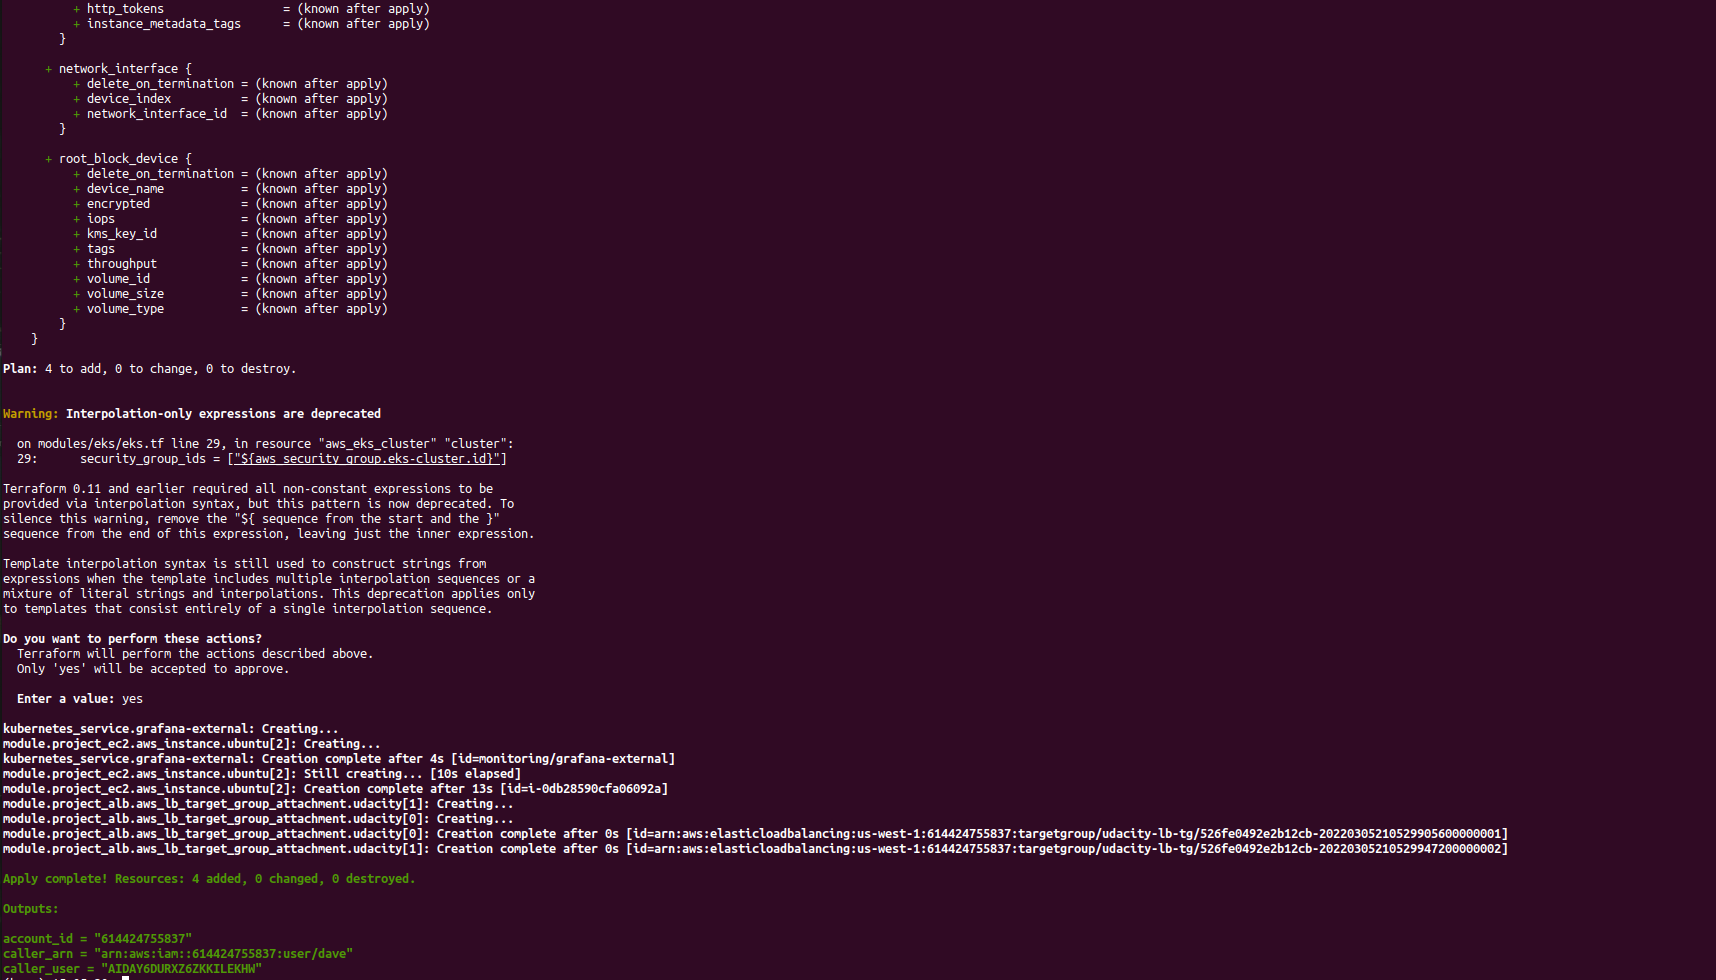 + http_tokens                 = (known after apply)
+ instance_metadata_tags      = (known after apply)
}
+ network_interface {
+ delete_on_termination = (known after apply)
+ device_index          = (known after apply)
+ network_interface_id  = (known after apply)
}
+ root_block_device {
+ delete_on_termination = (known after apply)
+ device_name           = (known after apply)
+ encrypted             = (known after apply)
+ iops                  = (known after apply)
+ kms_key_id            = (known after apply)
+ tags                  = (known after apply)
+ throughput            = (known after apply)
+ volume_id             = (known after apply)
+ volume_size           = (known after apply)
+ volume_type           = (known after apply)
}
}
Plan: 4 to add, 0 to change, 0 to destroy.
Warning: Interpolation-only expressions are deprecated
on modules/eks/eks.tf line 29, in resource "aws_eks_cluster" "cluster":
29:      security_group_ids = ["${aws_security_group.eks-cluster.id}"]
Terraform 0.11 and earlier required all non-constant expressions to be
provided via interpolation syntax, but this pattern is now deprecated. To
silence this warning, remove the "${ sequence from the start and the }"
sequence from the end of this expression, leaving just the inner expression.
Template interpolation syntax is still used to construct strings from
expressions when the template includes multiple interpolation sequences or a
mixture of literal strings and interpolations. This deprecation applies only
to templates that consist entirely of a single interpolation sequence.
Do you want to perform these actions?
Terraform will perform the actions described above.
Only 'yes' will be accepted to approve.
Enter a value: yes
kubernetes_service.grafana-external: Creating...
module.project_ec2.aws_instance.ubuntu[2]: Creating...
kubernetes_service.grafana-external: Creation complete after 4s [id=monitoring/grafana-external]
module.project_ec2.aws_instance.ubuntu[2]: Still creating... [10s elapsed]
module.project_ec2.aws_instance.ubuntu[2]: Creation complete after 13s [id=i-0db28590cfa06092a]
module.project_alb.aws_lb_target_group_attachment.udacity[1]: Creating...
module.project_alb.aws_lb_target_group_attachment.udacity[0]: Creating...
module.project_alb.aws_lb_target_group_attachment.udacity[0]: Creation complete after 0s [id=arn:aws:elasticloadbalancing:us-west-1:614424755837:targetgroup/udacity-lb-tg/526fe0492e2b12cb-20220305210529905600000001]
module.project_alb.aws_lb_target_group_attachment.udacity[1]: Creation complete after 0s [id=arn:aws:elasticloadbalancing:us-west-1:614424755837:targetgroup/udacity-lb-tg/526fe0492e2b12cb-20220305210529947200000002]
Apply complete! Resources: 4 added, 0 changed, 0 destroyed.
Outputs:
account_id = "614424755837"
caller_arn = "arn:aws:iam::614424755837:user/dave"
caller_user = "AIDAY6DURXZ6ZKKILEKHW"